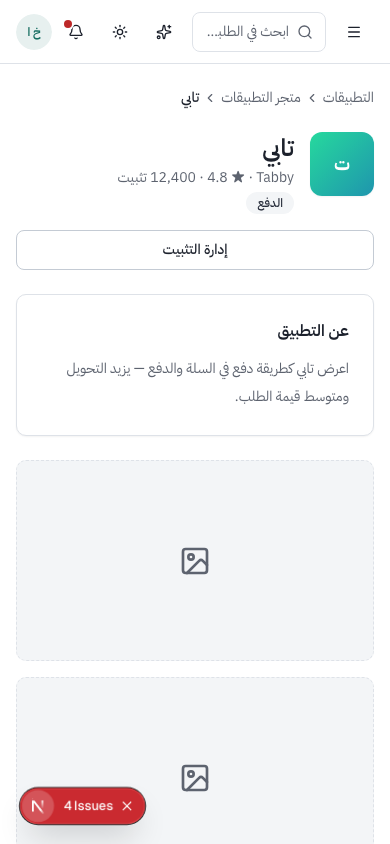 ابحث في الطلبـ...
خ ا
التطبيقات › متجر التطبيقات › تابي
ت
تابي
Tabby · ★ 4.8 · 12,400 تثبيت
الدفع
إدارة التثبيت
عن التطبيق
اعرض تابي كطريقة دفع في السلة والدفع — يزيد التحويل
ومتوسط قيمة الطلب.
N 4 Issues